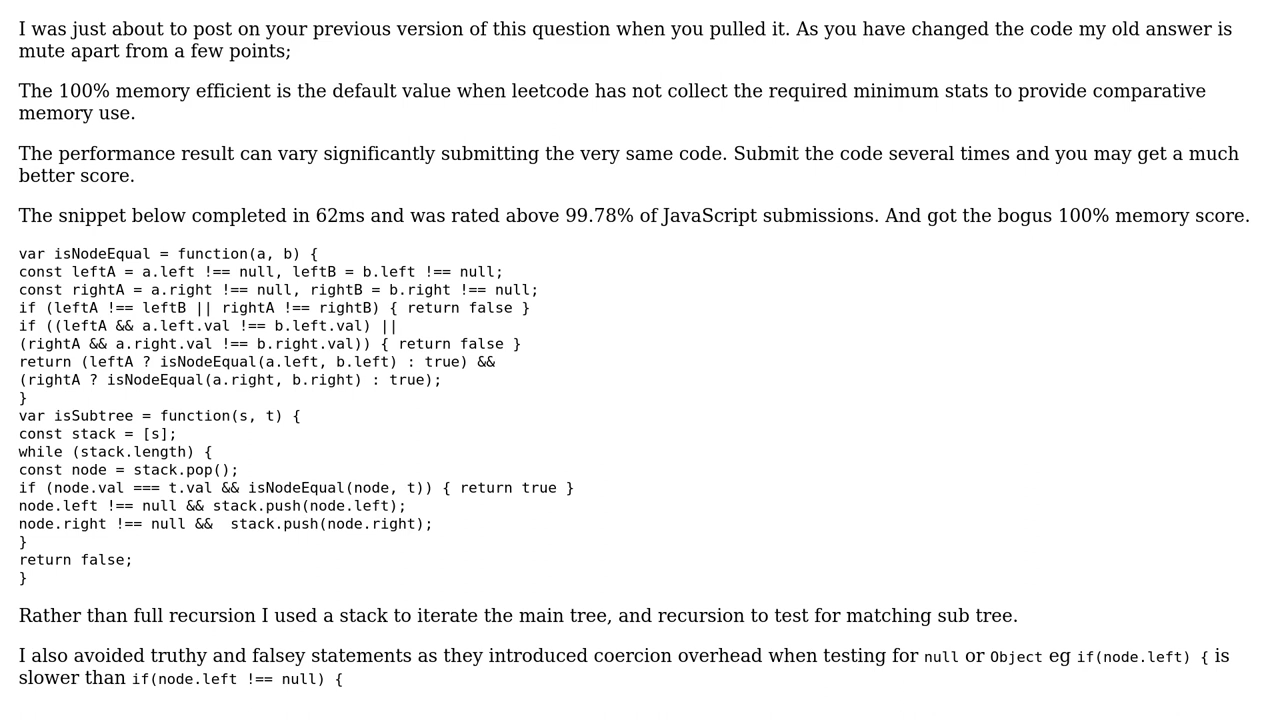 I was just about to post on your previous version of this question when you pulled it. As you have changed the code my old answer is
mute apart from a few points;
The 100% memory efficient is the default value when leetcode has not collect the required minimum stats to provide comparative
memory use.
The performance result can vary significantly submitting the very same code. Submit the code several times and you may get a much
better score.
The snippet below completed in 62ms and was rated above 99.78% of JavaScript submissions. And got the bogus 100% memory score.
var isNodeEqual = function(a, b) {
const leftA = a.left !== null, leftB = b.left !== null;
const rightA = a.right !== null, rightB = b.right !== null;
if (leftA !== leftB || rightA !== rightB) { return false }
if ((leftA && a.left.val !== b.left.val) ||
(rightA && a.right.val !== b.right.val)) { return false }
return (leftA ? isNodeEqual(a.left, b.left) : true) &&
(rightA ? isNodeEqual(a.right, b.right) : true);
}
var isSubtree = function(s, t) {
const stack = [s];
while (stack.length) {
const node = stack.pop();
if (node.val === t.val && isNodeEqual(node, t)) { return true }
node.left !== null && stack.push(node.left);
node.right !== null &&  stack.push(node.right);
}
return false;
}
Rather than full recursion I used a stack to iterate the main tree, and recursion to test for matching sub tree.
I also avoided truthy and falsey statements as they introduced coercion overhead when testing for null or Object eg if(node.left) { is
slower than if(node.left !== null) {